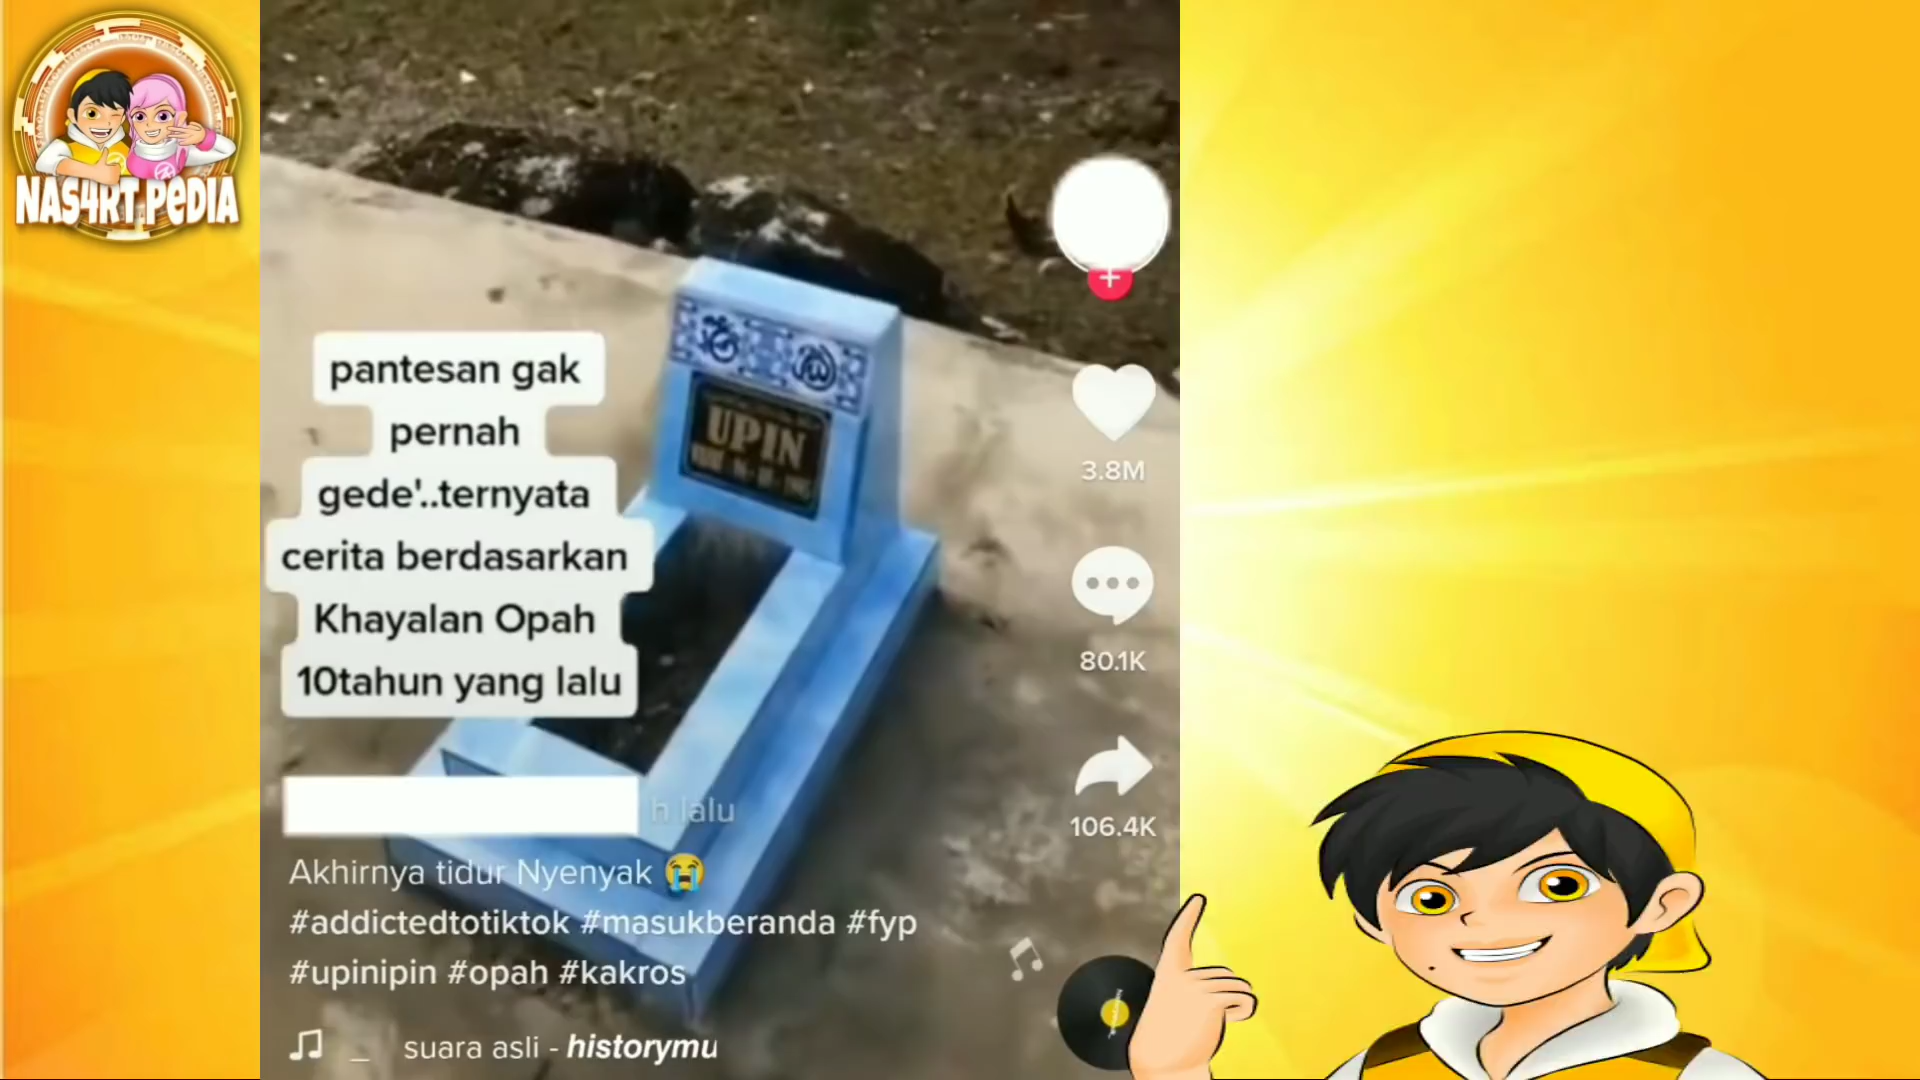 NAS4RT.PEDIA
UPIN
pantesan gak
pernah
gede'..ternyata
cerita berdasarkan
Khayalan Opah
10tahun yang lalu
3.8M
80.1K
106.4K
h lalu
Akhirnya tidur Nyenyak 😭
#addictedtotiktok #masukberanda #fyp
#upinipin #opah #kakros
suara asli - historymu